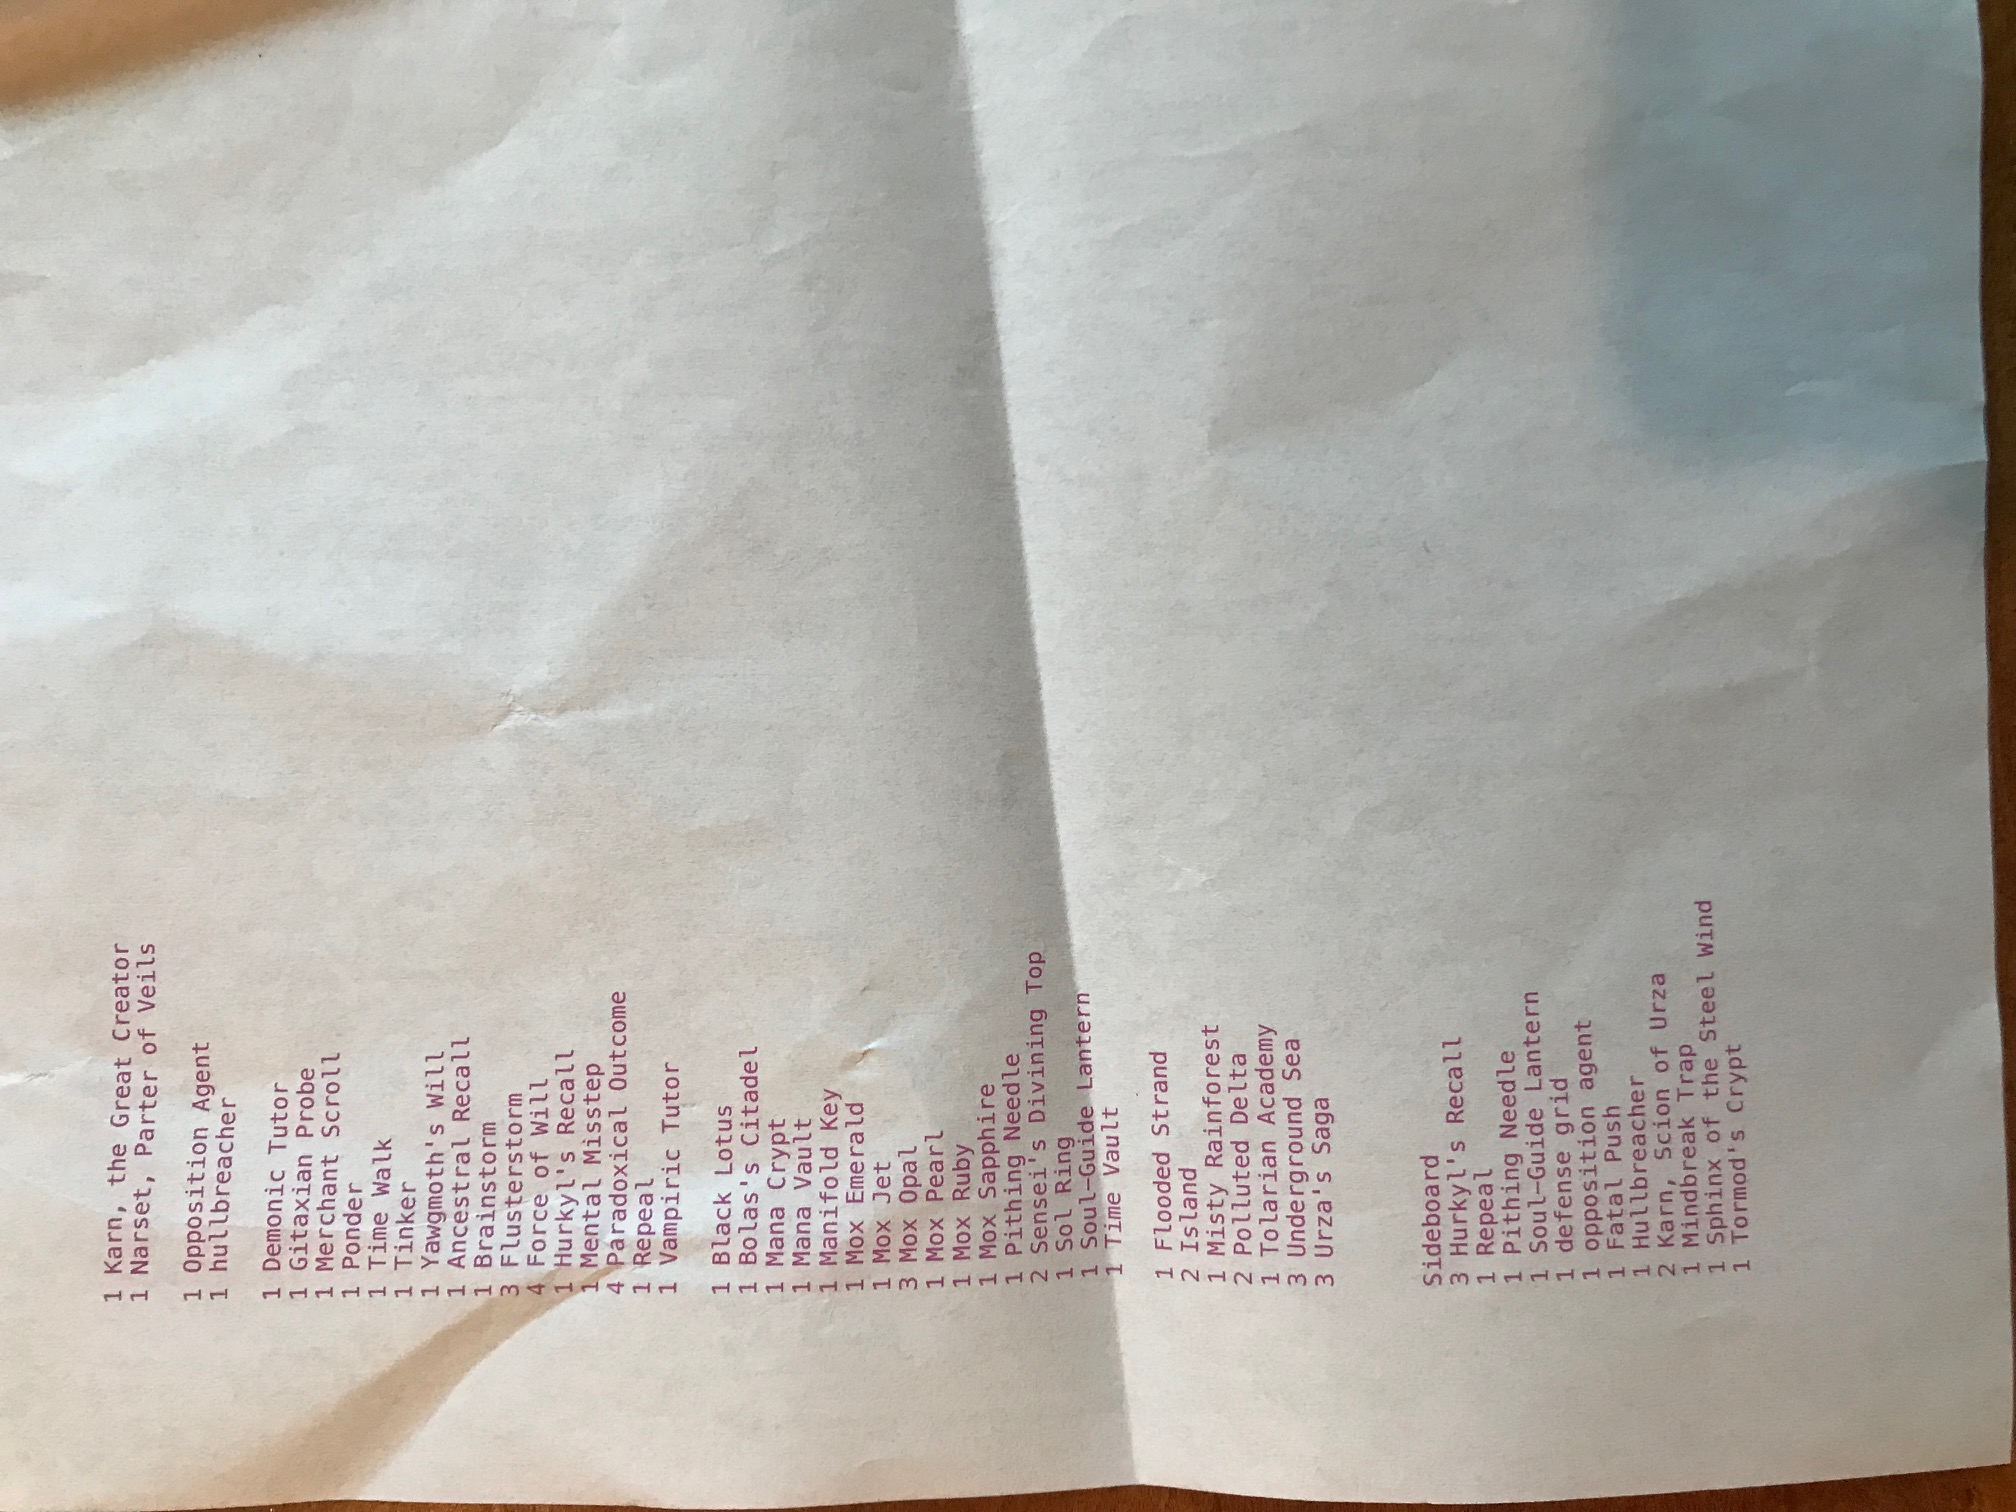 1 Karn, the Great Creator
1 Narset, Parter of Veils
1 Opposition Agent
1 hullbreacher
1 Demonic Tutor
1 Gitaxian Probe
1 Merchant Scroll
1 Ponder
1 Time Walk
1 Tinker
1 Yawgmoth's Will
1 Ancestral Recall
1 Brainstorm
3 Flusterstorm
4 Force of Will
1 Hurkyl's Recall
1 Mental Misstep
4 Paradoxical Outcome
1 Repeal
1 Vampiric Tutor
1 Black Lotus
1 Bolas's Citadel
1 Mana Crypt
1 Mana Vault
1 Manifold Key
1 Mox Emerald
1 Mox Jet
3 Mox Opal
1 Mox Pearl
1 Mox Ruby
1 Mox Sapphire
1 Pithing Needle
2 Sensei's Divining Top
1 Sol Ring
1 Soul-Guide Lantern
1 Time Vault
1 Flooded Strand
2 Island
1 Misty Rainforest
2 Polluted Delta
1 Tolarian Academy
3 Underground Sea
3 Urza's Saga
Sideboard
3 Hurkyl's Recall
1 Repeal
1 Pithing Needle
1 Soul-Guide Lantern
1 defense grid
1 opposition agent
1 Fatal Push
1 Hullbreacher
2 Karn, Scion of Urza
1 Mindbreak Trap
1 Sphinx of the Steel Wind
1 Tormod's Crypt